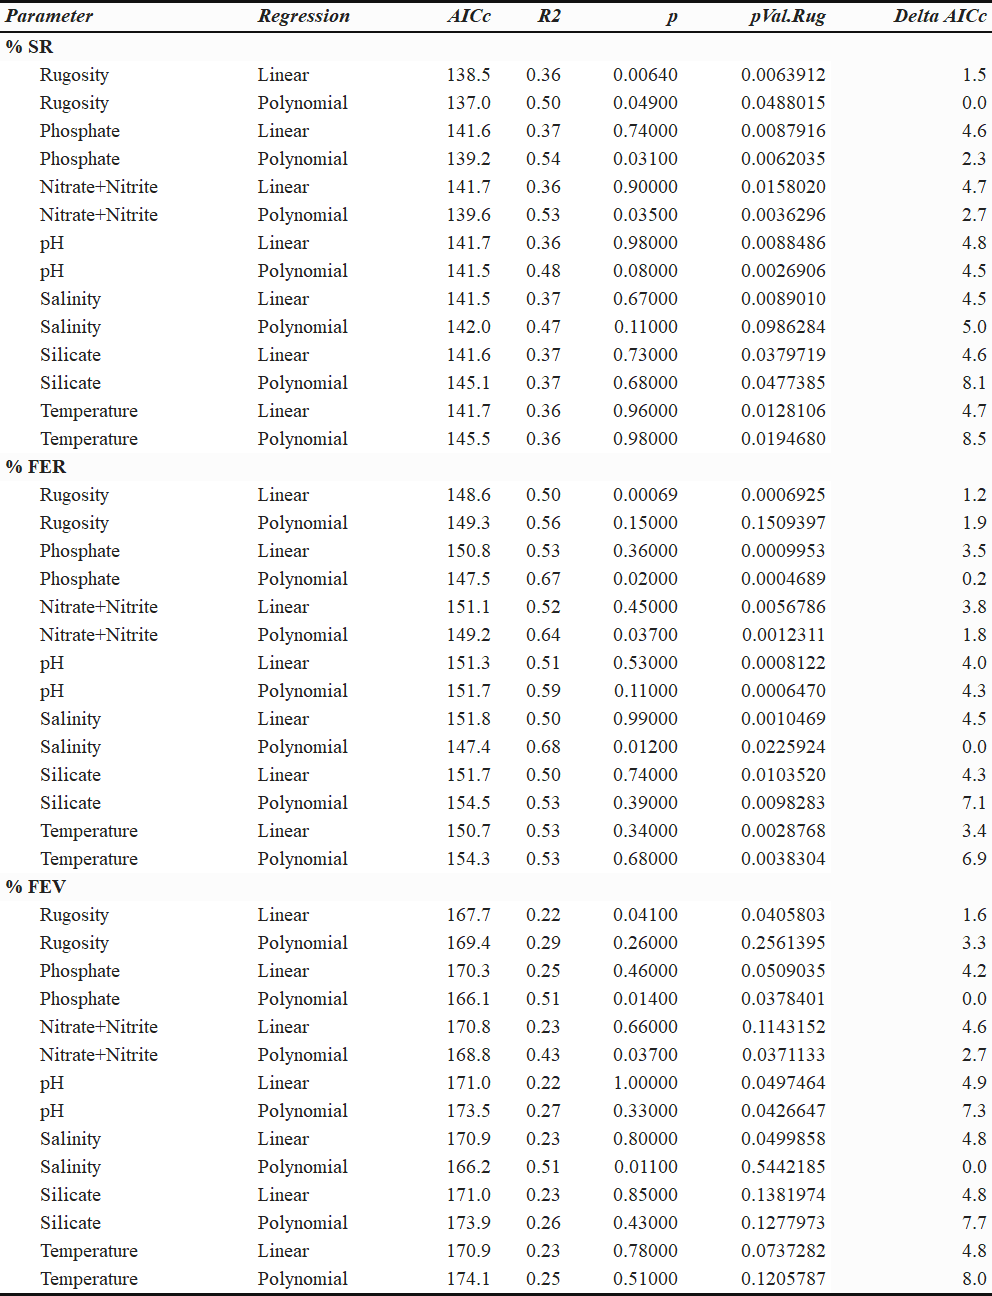 Parameter Regression AICc R2 p pVal.Rug Delta AICc
% SR
Rugosity Linear 138.5 0.36 0.00640 0.0063912 1.5
Rugosity Polynomial 137.0 0.50 0.04900 0.0488015 0.0
Phosphate Linear 141.6 0.37 0.74000 0.0087916 4.6
Phosphate Polynomial 139.2 0.54 0.03100 0.0062035 2.3
Nitrate+Nitrite Linear 141.7 0.36 0.90000 0.0158020 4.7
Nitrate+Nitrite Polynomial 139.6 0.53 0.03500 0.0036296 2.7
pH Linear 141.7 0.36 0.98000 0.0088486 4.8
pH Polynomial 141.5 0.48 0.08000 0.0026906 4.5
Salinity Linear 141.5 0.37 0.67000 0.0089010 4.5
Salinity Polynomial 142.0 0.47 0.11000 0.0986284 5.0
Silicate Linear 141.6 0.37 0.73000 0.0379719 4.6
Silicate Polynomial 145.1 0.37 0.68000 0.0477385 8.1
Temperature Linear 141.7 0.36 0.96000 0.0128106 4.7
Temperature Polynomial 145.5 0.36 0.98000 0.0194680 8.5
% FER
Rugosity Linear 148.6 0.50 0.00069 0.0006925 1.2
Rugosity Polynomial 149.3 0.56 0.15000 0.1509397 1.9
Phosphate Linear 150.8 0.53 0.36000 0.0009953 3.5
Phosphate Polynomial 147.5 0.67 0.02000 0.0004689 0.2
Nitrate+Nitrite Linear 151.1 0.52 0.45000 0.0056786 3.8
Nitrate+Nitrite Polynomial 149.2 0.64 0.03700 0.0012311 1.8
pH Linear 151.3 0.51 0.53000 0.0008122 4.0
pH Polynomial 151.7 0.59 0.11000 0.0006470 4.3
Salinity Linear 151.8 0.50 0.99000 0.0010469 4.5
Salinity Polynomial 147.4 0.68 0.01200 0.0225924 0.0
Silicate Linear 151.7 0.50 0.74000 0.0103520 4.3
Silicate Polynomial 154.5 0.53 0.39000 0.0098283 7.1
Temperature Linear 150.7 0.53 0.34000 0.0028768 3.4
Temperature Polynomial 154.3 0.53 0.68000 0.0038304 6.9
% FEV
Rugosity Linear 167.7 0.22 0.04100 0.0405803 1.6
Rugosity Polynomial 169.4 0.29 0.26000 0.2561395 3.3
Phosphate Linear 170.3 0.25 0.46000 0.0509035 4.2
Phosphate Polynomial 166.1 0.51 0.01400 0.0378401 0.0
Nitrate+Nitrite Linear 170.8 0.23 0.66000 0.1143152 4.6
Nitrate+Nitrite Polynomial 168.8 0.43 0.03700 0.0371133 2.7
pH Linear 171.0 0.22 1.00000 0.0497464 4.9
pH Polynomial 173.5 0.27 0.33000 0.0426647 7.3
Salinity Linear 170.9 0.23 0.80000 0.0499858 4.8
Salinity Polynomial 166.2 0.51 0.01100 0.5442185 0.0
Silicate Linear 171.0 0.23 0.85000 0.1381974 4.8
Silicate Polynomial 173.9 0.26 0.43000 0.1277973 7.7
Temperature Linear 170.9 0.23 0.78000 0.0737282 4.8
Temperature Polynomial 174.1 0.25 0.51000 0.1205787 8.0